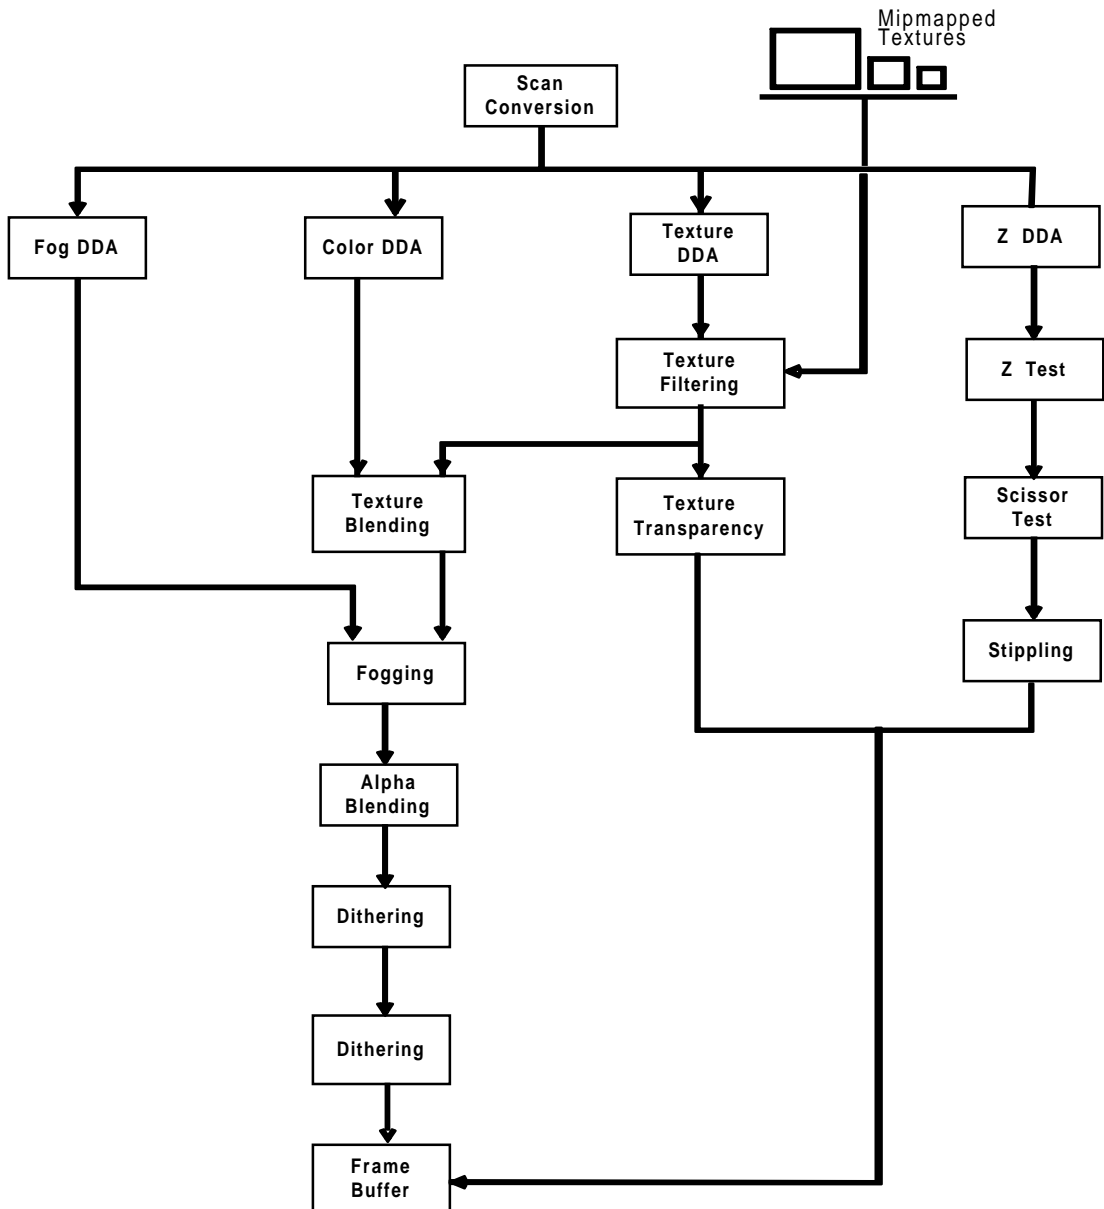 Mipmapped
Textures
Scan
Conversion
Fog DDA
Color DDA
Texture
DDA
Z DDA
Texture
Filtering
Z Test
Texture
Blending
Texture
Transparency
Scissor
Test
Fogging
Stippling
Alpha
Blending
Dithering
Dithering
Frame
Buffer